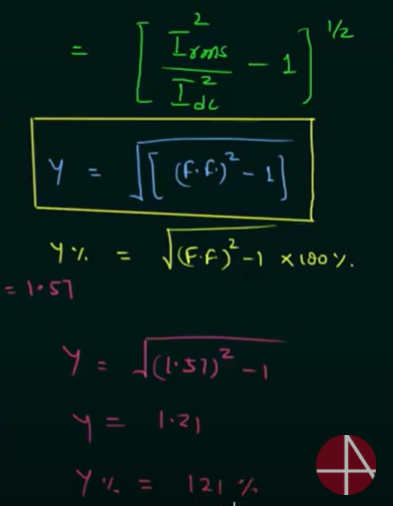 = [ I²rms / I²dc - 1 ]^1/2
γ = √[ (F.F.)² - 1 ]
γ% = √(F.F)² - 1 × 100%.
= 1.57
γ = √(1.57)² - 1
γ = 1.21
γ% = 121 %